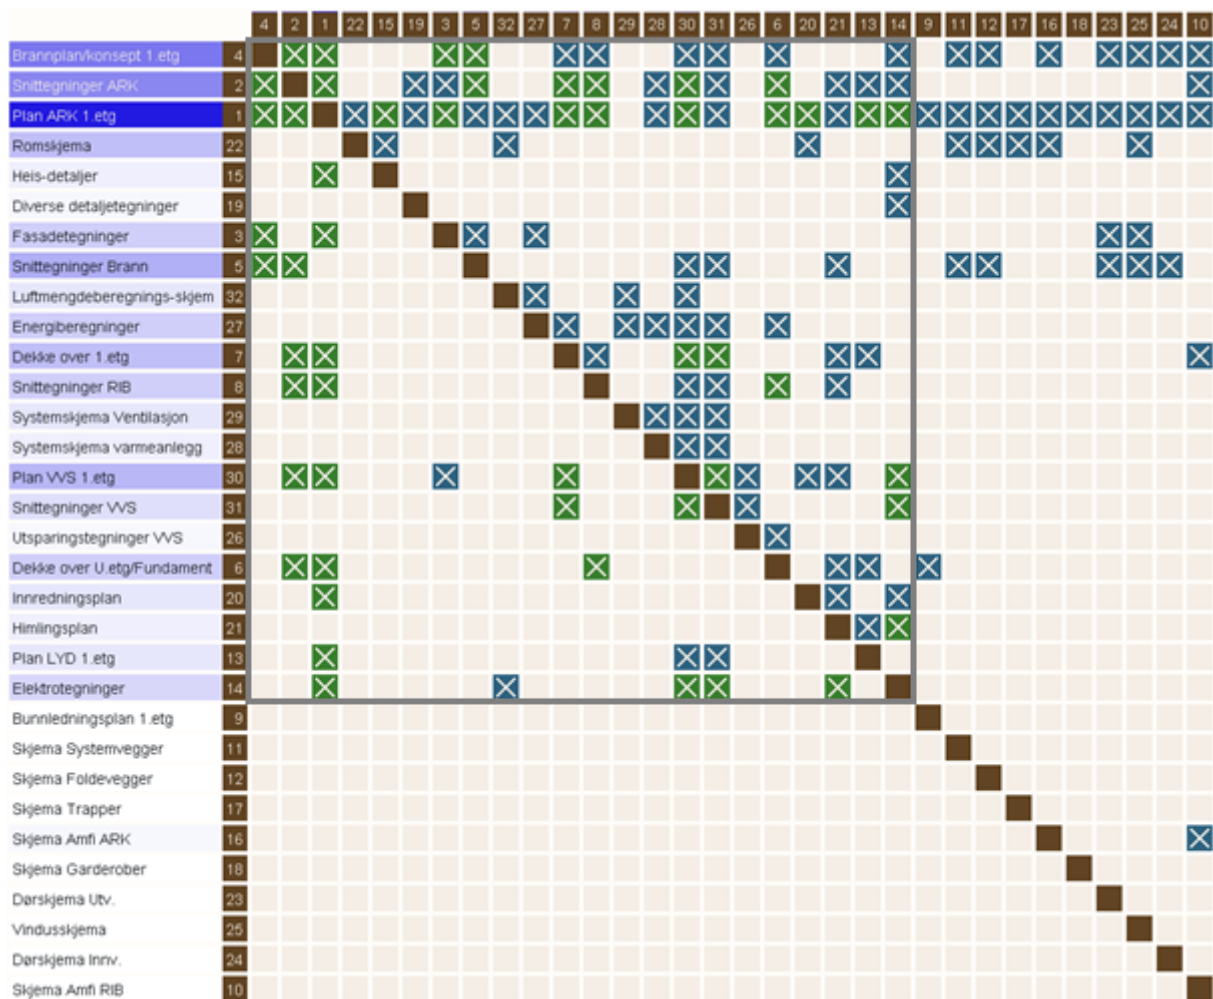 4 2 1 22 15 19 3 5 32 27 7 8 29 28 30 31 26 6 20 21 13 14 9 11 12 17 16 18 23 25 24 10
Brannplan/konsept 1.etg 4
Snittegninger ARK 2
Plan ARK 1.etg 1
Romskjema 22
Heis-detaljer 15
Diverse detaljetegninger 19
Fasadetegninger 3
Snittegninger Brann 5
Luftmengdeberegnings-skjem 32
Energiberegninger 27
Dekke over 1.etg 7
Snittegninger RIB 8
Systemskjema Ventilasjon 29
Systemskjema varmeanlegg 28
Plan VVS 1.etg 30
Snittegninger VVS 31
Utsparingstegninger VVS 26
Dekke over U.etg/Fundament 6
Innredningsplan 20
Himlingsplan 21
Plan LYD 1.etg 13
Elektrotegninger 14
Bunnledningsplan 1.etg 9
Skjema Systemvegger 11
Skjema Foldevegger 12
Skjema Trapper 17
Skjema Amfi ARK 16
Skjema Garderober 18
Dørskjema Utv. 23
Vindusskjema 25
Dørskjema Innv. 24
Skjema Amfi RIB 10